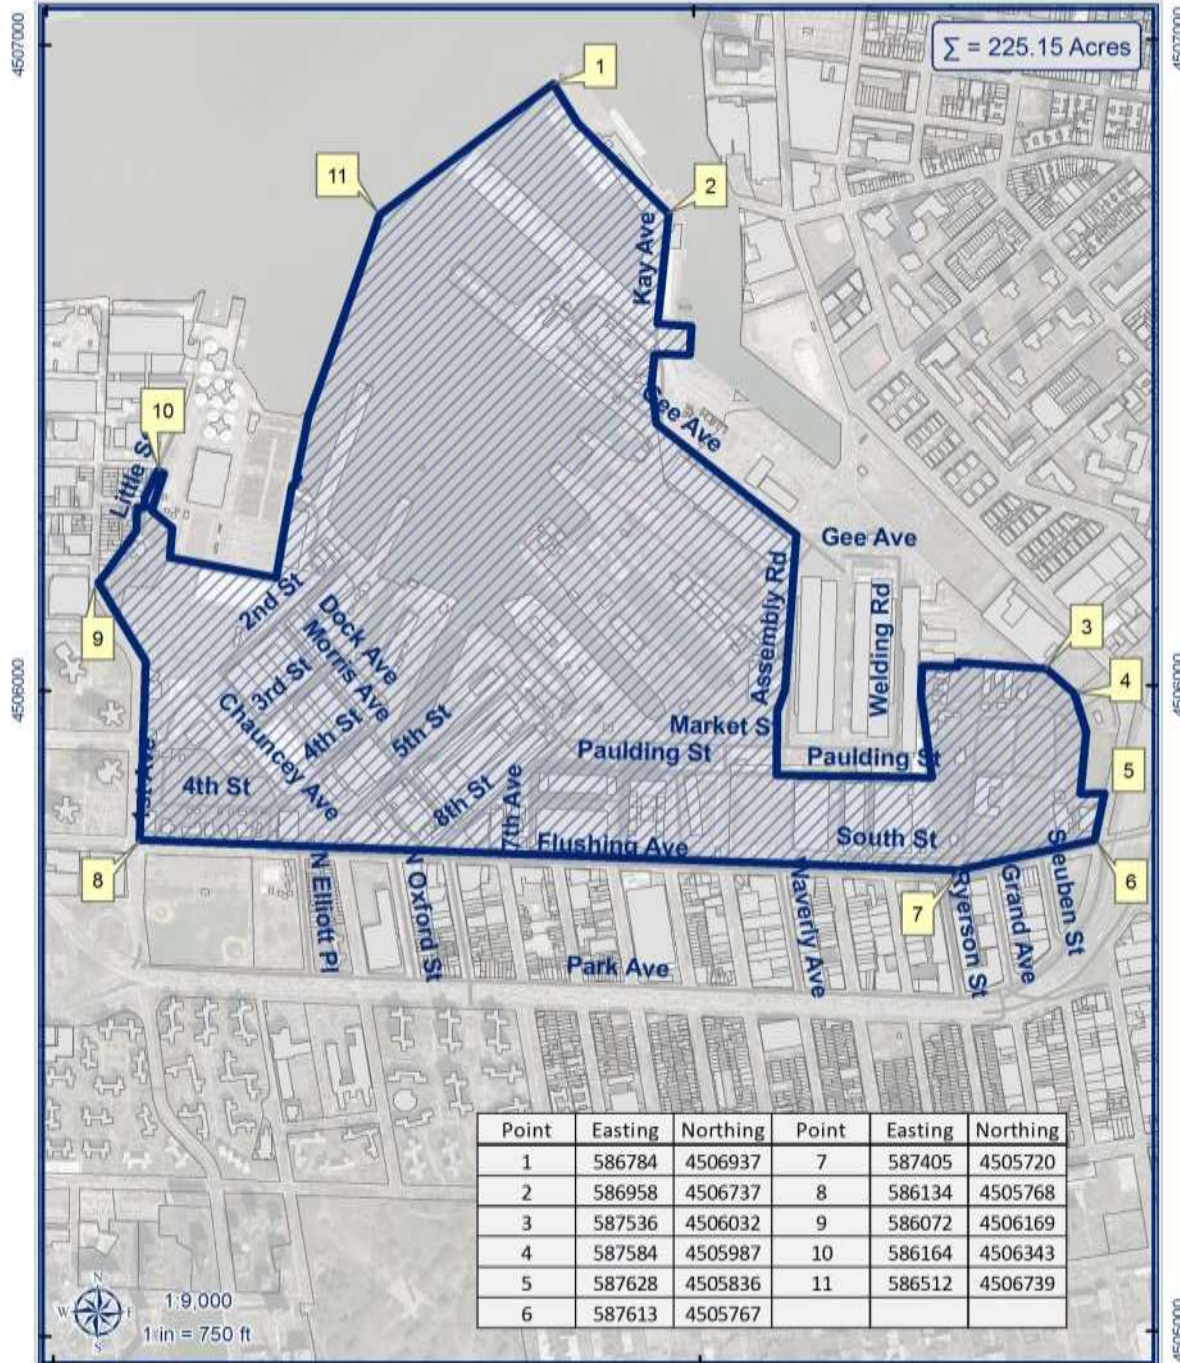 4507000
4507000
Σ = 225.15 Acres
1
11
2
Kay Ave
10
Gee Ave
Little S
Gee Ave
2nd St
Dock Ave
Assembly Rd
Welding Rd
9
3
Morris Ave
3rd St
4
4506000
4506000
Chauncey Ave
4th St
5th St
Market S
Paulding St
Paulding St
5
1st Ave
4th St
8th St
7th Ave
Flushing Ave
South St
8
6
7
N Elliott Pl
N Oxford St
Waverly Ave
Ryerson St
Grand Ave
Steuben St
Park Ave
Point Easting Northing Point Easting Northing
1 586784 4506937 7 587405 4505720
2 586958 4506737 8 586134 4505768
3 587536 4506032 9 586072 4506169
4 587584 4505987 10 586164 4506343
5 587628 4505836 11 586512 4506739
6 587613 4505767
N
W E
S
1:9,000
1 in = 750 ft
4505000